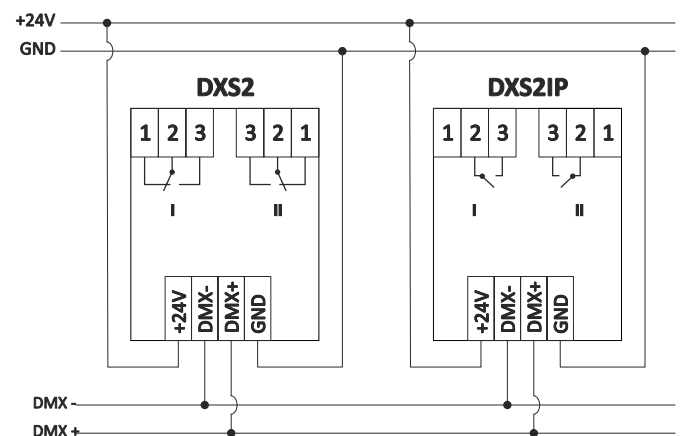 +24V
GND
DXS2 DXS2IP
1 2 3 3 2 1 1 2 3 3 2 1
I II I II
+24V DMX- DMX+ GND +24V DMX- DMX+ GND
DMX -
DMX +